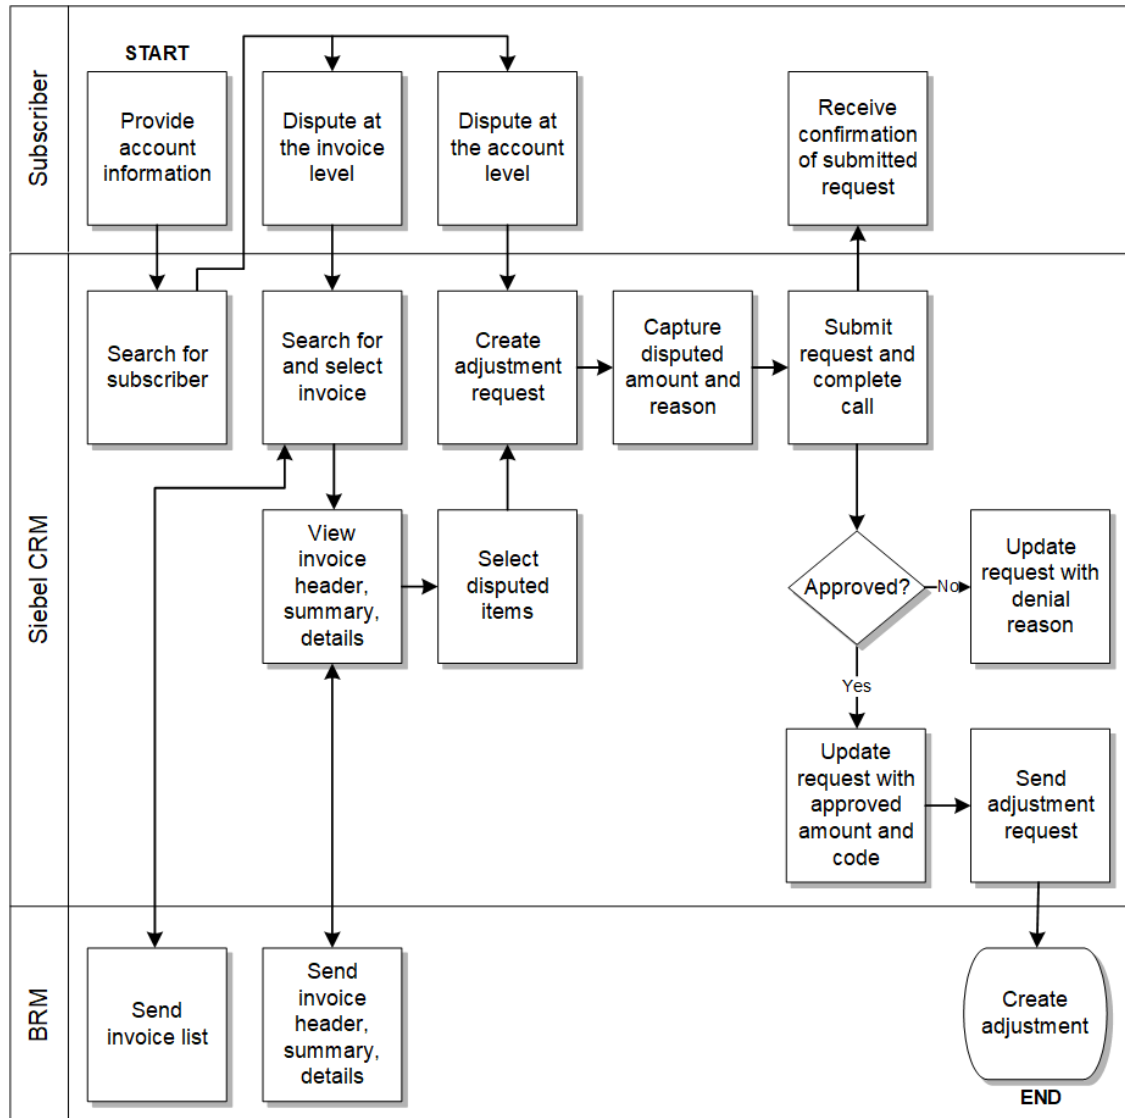 Subscriber
START
Provide
account
information
Dispute at
the invoice
level
Dispute at
the account
level
Receive
confirmation
of submitted
request
Siebel CRM
Search for
subscriber
Search for
and select
invoice
Create
adjustment
request
Capture
disputed
amount and
reason
Submit
request and
complete
call
View
invoice
header,
summary,
details
Select
disputed
items
Approved?
No
Update
request with
denial
reason
Yes
Update
request with
approved
amount and
code
Send
adjustment
request
BRM
Send
invoice list
Send
invoice
header,
summary,
details
Create
adjustment
END